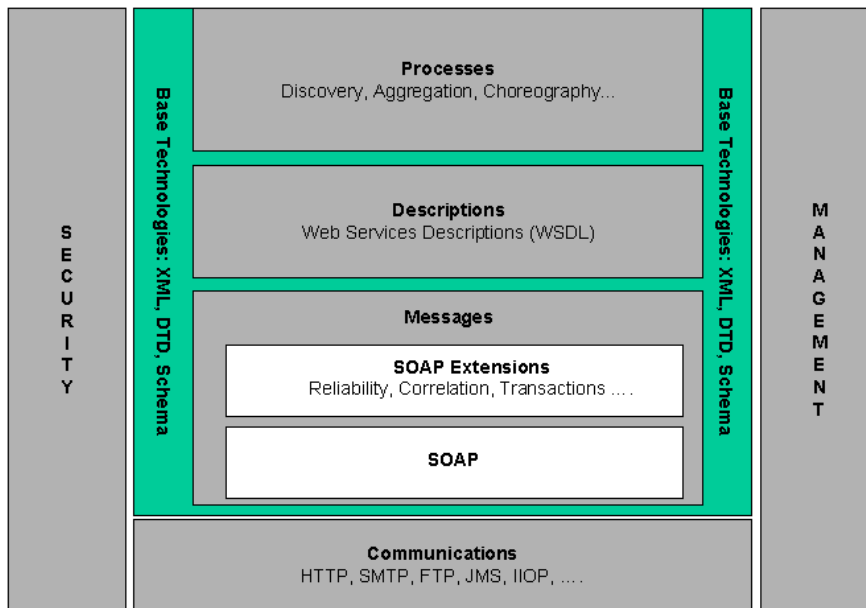 SECURITY
Base Technologies: XML, DTD, Schema
Processes
Discovery, Aggregation, Choreography...
Descriptions
Web Services Descriptions (WSDL)
Messages
SOAP Extensions
Reliability, Correlation, Transactions ....
SOAP
Base Technologies: XML, DTD, Schema
MANAGEMENT
Communications
HTTP, SMTP, FTP, JMS, IIOP, ....